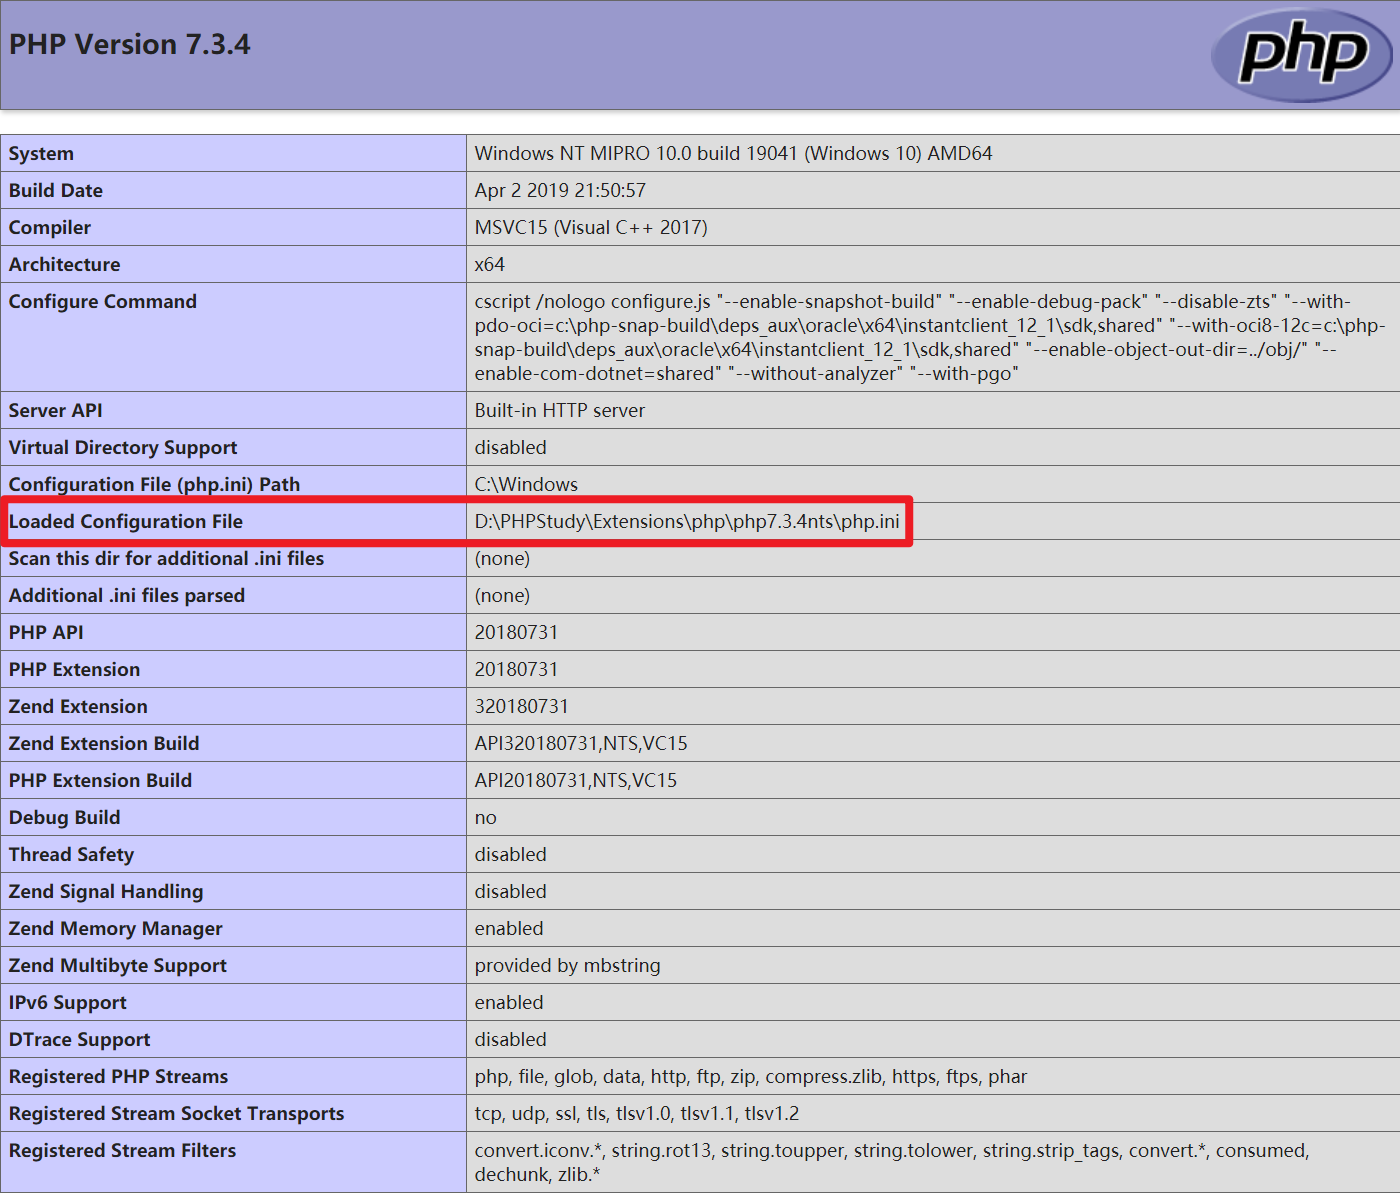 PHP Version 7.3.4
php
System Windows NT MIPRO 10.0 build 19041 (Windows 10) AMD64
Build Date Apr 2 2019 21:50:57
Compiler MSVC15 (Visual C++ 2017)
Architecture x64
Configure Command cscript /nologo configure.js "--enable-snapshot-build" "--enable-debug-pack" "--disable-zts" "--with-
pdo-oci=c:\php-snap-build\deps_aux\oracle\x64\instantclient_12_1\sdk,shared" "--with-oci8-12c=c:\php-
snap-build\deps_aux\oracle\x64\instantclient_12_1\sdk,shared" "--enable-object-out-dir=../obj/" "--
enable-com-dotnet=shared" "--without-analyzer" "--with-pgo"
Server API Built-in HTTP server
Virtual Directory Support disabled
Configuration File (php.ini) Path C:\Windows
Loaded Configuration File D:\PHPStudy\Extensions\php\php7.3.4nts\php.ini
Scan this dir for additional .ini files (none)
Additional .ini files parsed (none)
PHP API 20180731
PHP Extension 20180731
Zend Extension 320180731
Zend Extension Build API320180731,NTS,VC15
PHP Extension Build API20180731,NTS,VC15
Debug Build no
Thread Safety disabled
Zend Signal Handling disabled
Zend Memory Manager enabled
Zend Multibyte Support provided by mbstring
IPv6 Support enabled
DTrace Support disabled
Registered PHP Streams php, file, glob, data, http, ftp, zip, compress.zlib, https, ftps, phar
Registered Stream Socket Transports tcp, udp, ssl, tls, tlsv1.0, tlsv1.1, tlsv1.2
Registered Stream Filters convert.iconv.*, string.rot13, string.toupper, string.tolower, string.strip_tags, convert.*, consumed,
dechunk, zlib.*